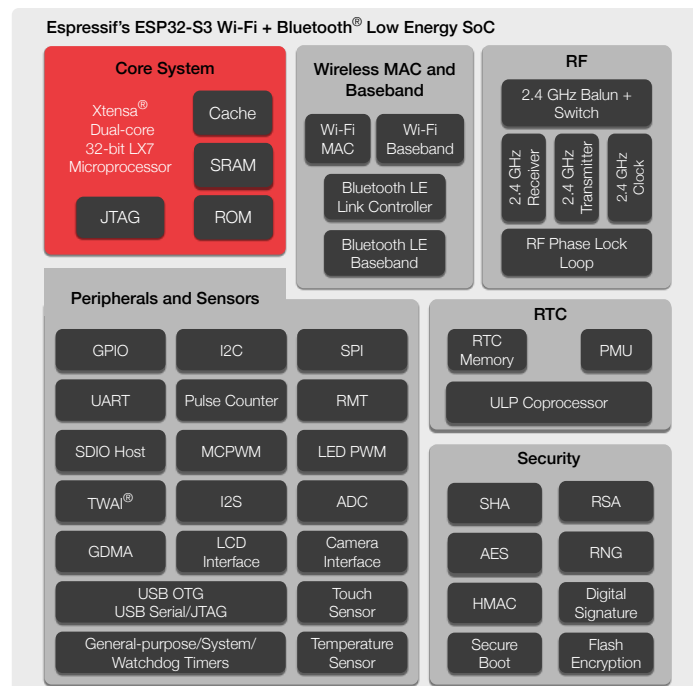 Espressif's ESP32-S3 Wi-Fi + Bluetooth® Low Energy SoC
Core System
Xtensa®
Dual-core
32-bit LX7
Microprocessor
Cache
SRAM
JTAG
ROM
Wireless MAC and
Baseband
Wi-Fi
MAC
Wi-Fi
Baseband
Bluetooth LE
Link Controller
Bluetooth LE
Baseband
RF
2.4 GHz Balun +
Switch
2.4 GHz
Receiver
2.4 GHz
Transmitter
2.4 GHz
Clock
RF Phase Lock
Loop
Peripherals and Sensors
GPIO
I2C
SPI
UART
Pulse Counter
RMT
SDIO Host
MCPWM
LED PWM
TWAI®
I2S
ADC
GDMA
LCD
Interface
Camera
Interface
USB OTG
USB Serial/JTAG
Touch
Sensor
General-purpose/System/
Watchdog Timers
Temperature
Sensor
RTC
RTC
Memory
PMU
ULP Coprocessor
Security
SHA
RSA
AES
RNG
HMAC
Digital
Signature
Secure
Boot
Flash
Encryption